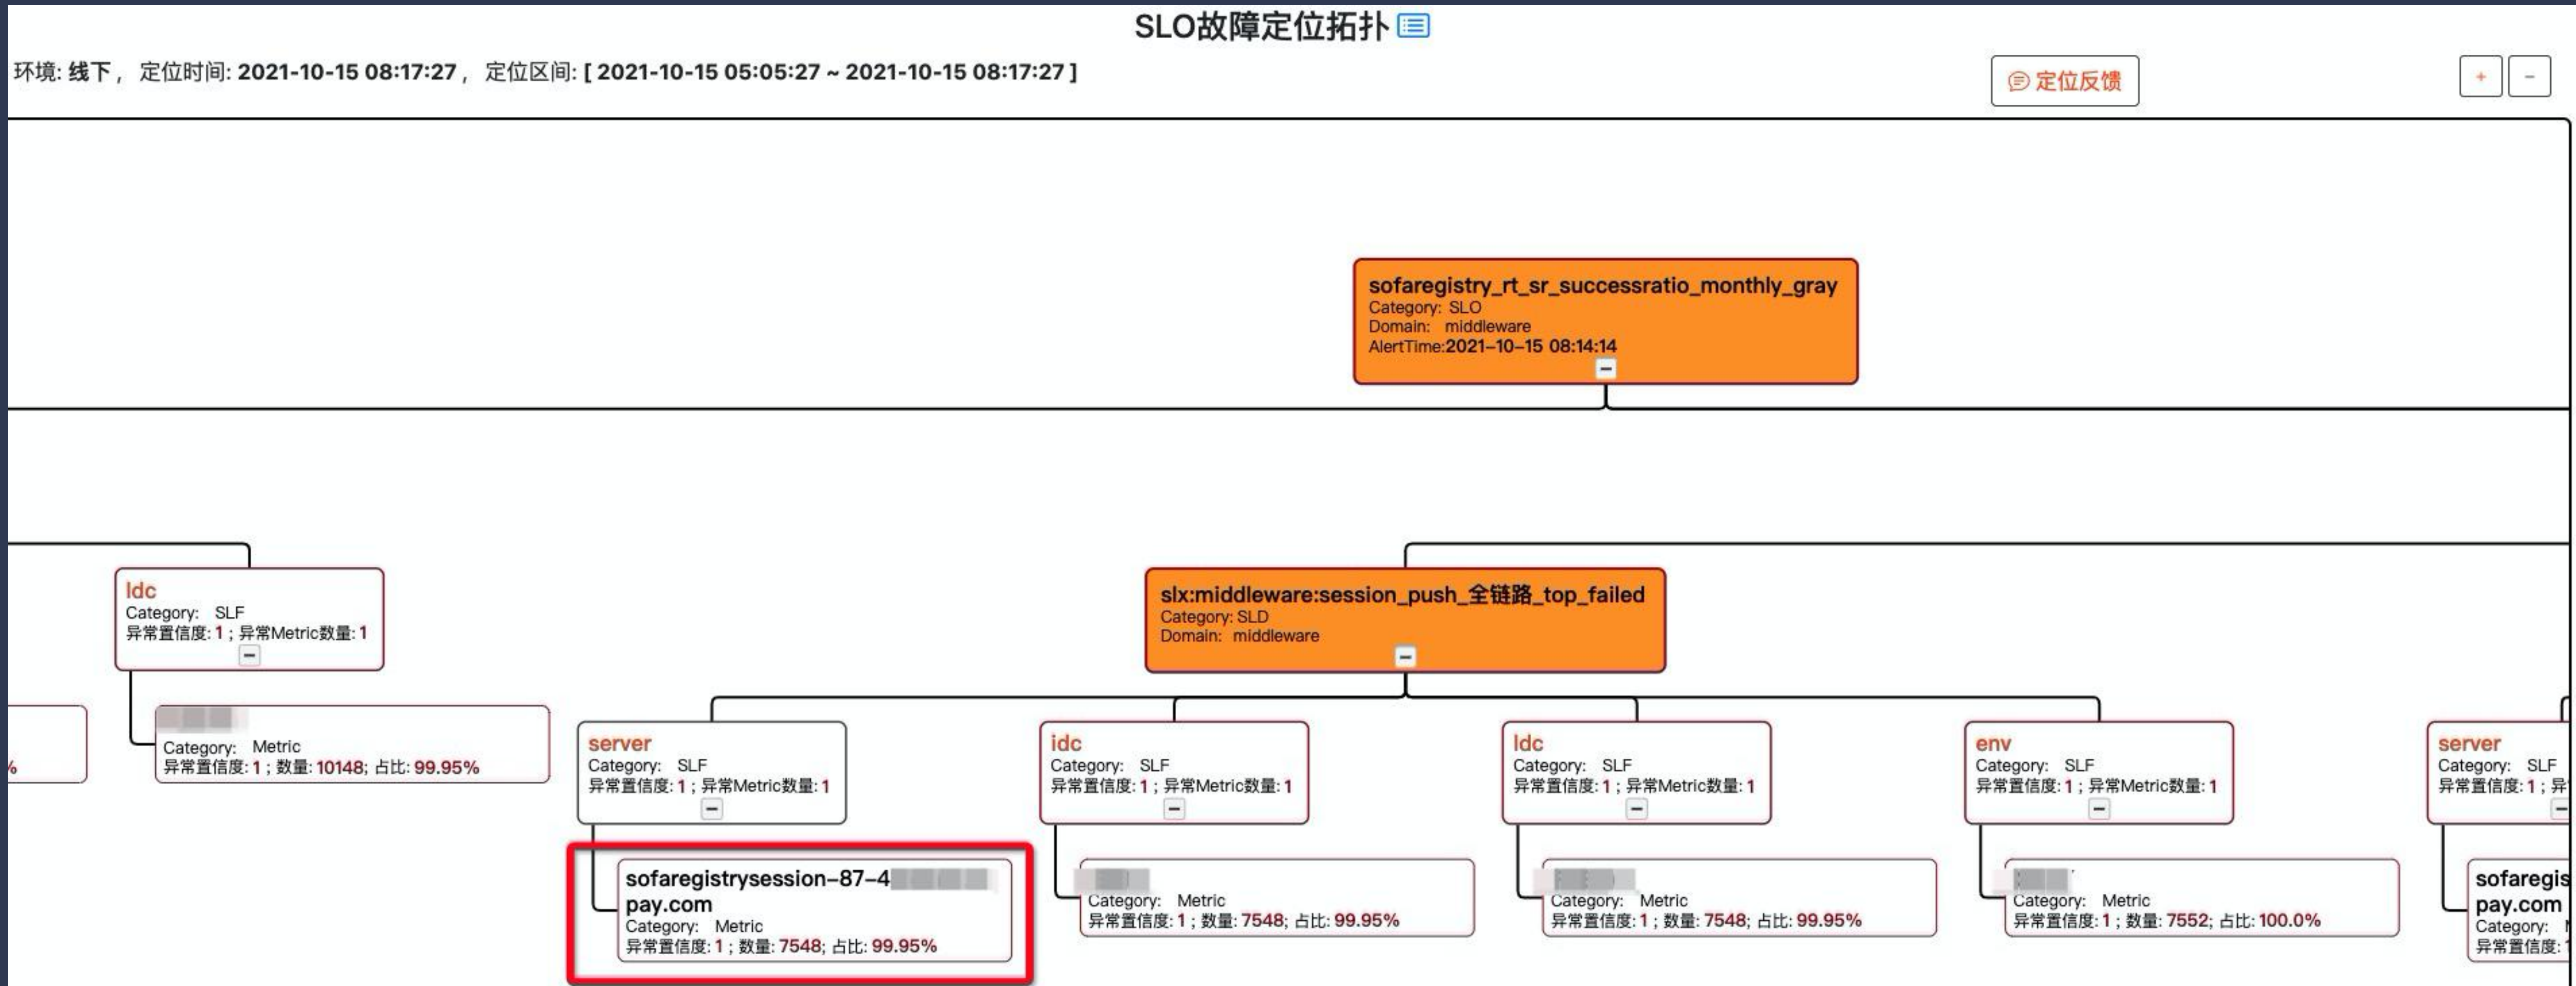 SLO故障定位拓扑
环境: 线下， 定位时间: 2021-10-15 08:17:27， 定位区间: [ 2021-10-15 05:05:27 ~ 2021-10-15 08:17:27 ]
定位反馈
+
−
sofaregistry_rt_sr_successratio_monthly_gray
Category: SLO
Domain: middleware
AlertTime:2021-10-15 08:14:14
ldc
Category: SLF
异常置信度: 1 ; 异常Metric数量: 1
slx:middleware:session_push_全链路_top_failed
Category: SLD
Domain: middleware
%
Category: Metric
异常置信度: 1 ; 数量: 10148; 占比: 99.95%
server
Category: SLF
异常置信度: 1 ; 异常Metric数量: 1
idc
Category: SLF
异常置信度: 1 ; 异常Metric数量: 1
ldc
Category: SLF
异常置信度: 1 ; 异常Metric数量: 1
env
Category: SLF
异常置信度: 1 ; 异常Metric数量: 1
server
Category: SLF
异常置信度: 1 ; 异
sofaregistrysession-87-4
pay.com
Category: Metric
异常置信度: 1 ; 数量: 7548; 占比: 99.95%
Category: Metric
异常置信度: 1 ; 数量: 7548; 占比: 99.95%
Category: Metric
异常置信度: 1 ; 数量: 7548; 占比: 99.95%
Category: Metric
异常置信度: 1 ; 数量: 7552; 占比: 100.0%
sofaregis
pay.com
Category:
异常置信度: